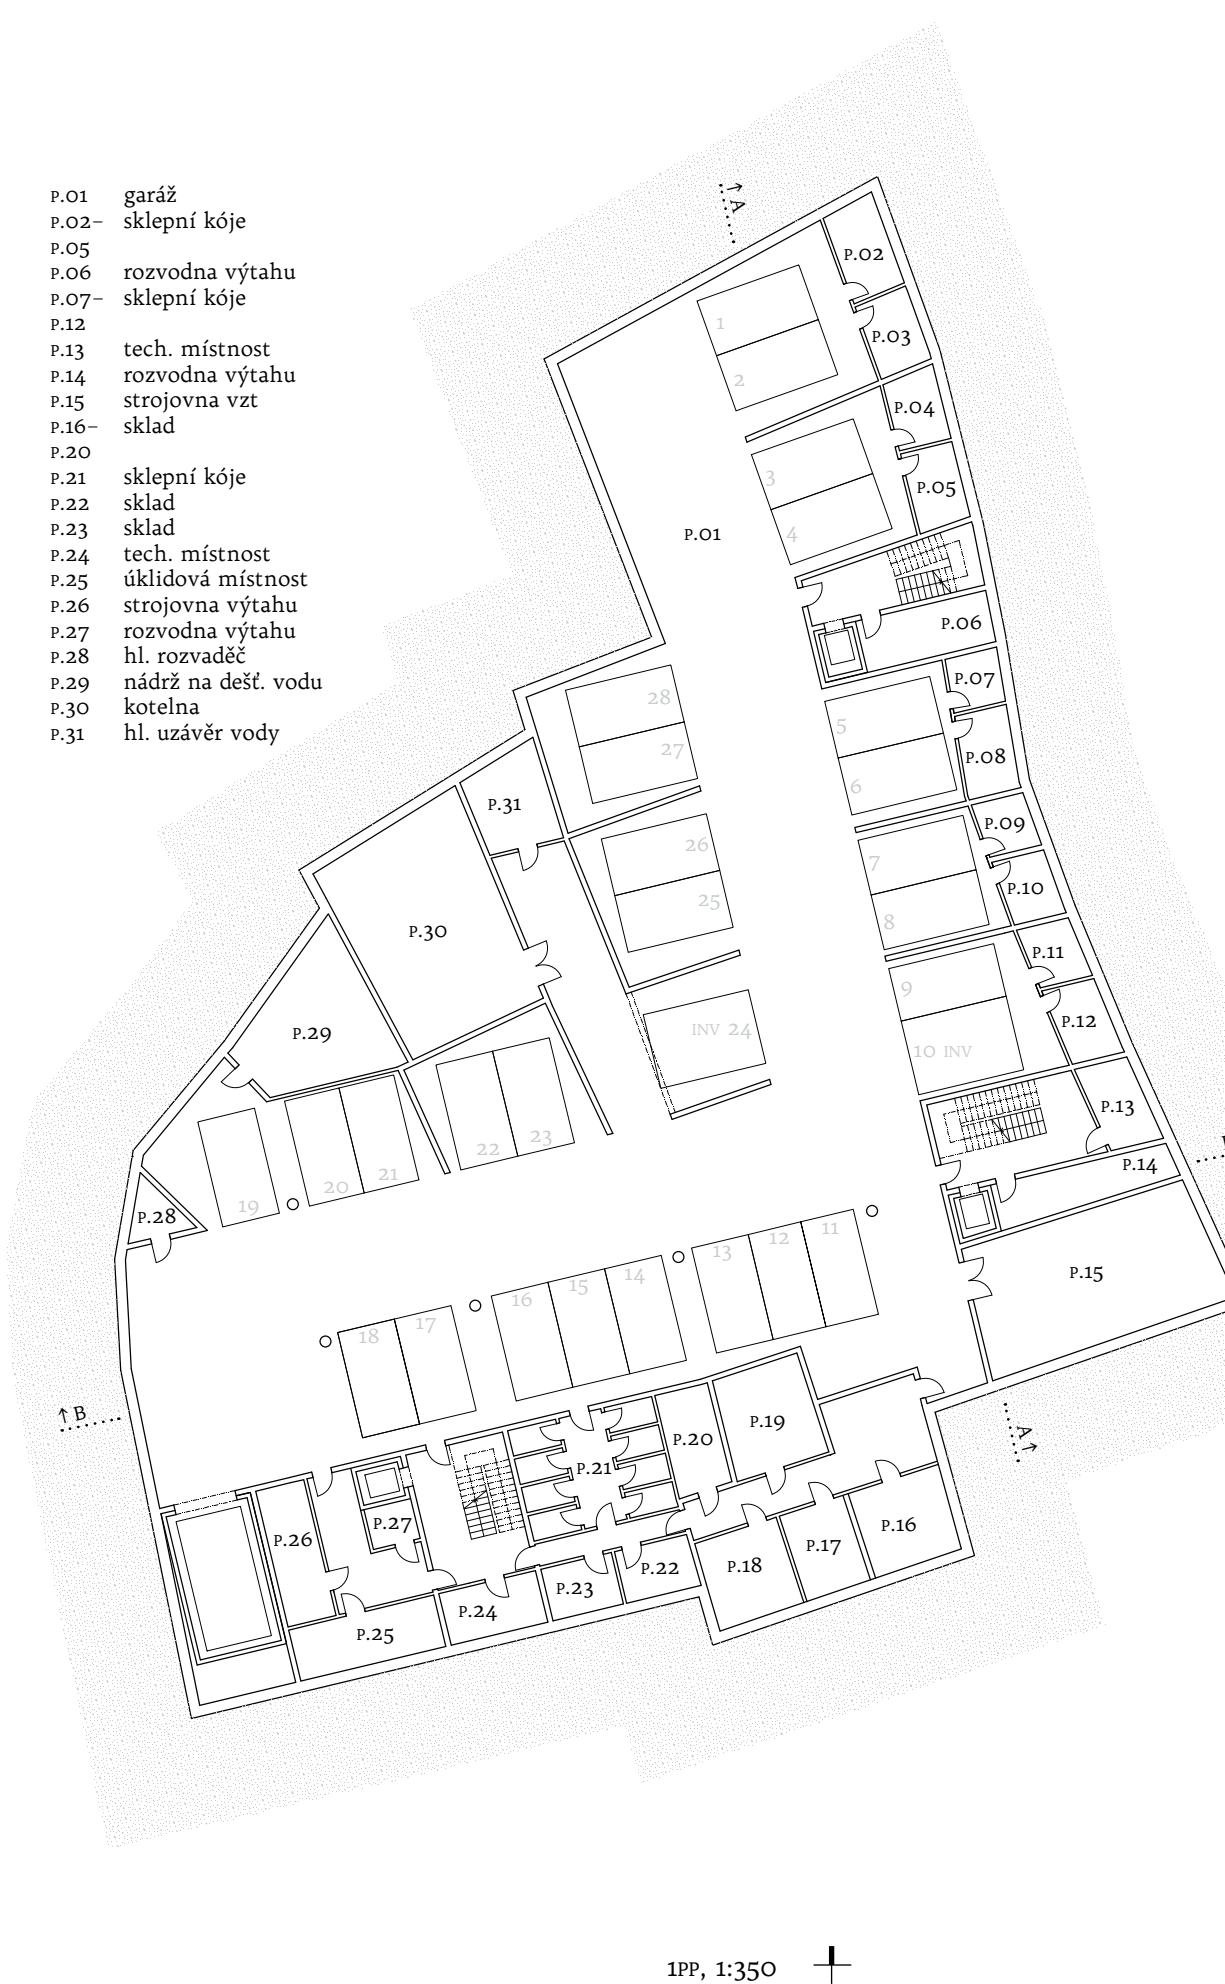 P.01 garáž
P.02– sklepní kóje
P.05
P.06 rozvodna výtahu
P.07– sklepní kóje
P.12
P.13 tech. místnost
P.14 rozvodna výtahu
P.15 strojovna vzt
P.16– sklad
P.20
P.21 sklepní kóje
P.22 sklad
P.23 sklad
P.24 tech. místnost
P.25 úklidová místnost
P.26 strojovna výtahu
P.27 rozvodna výtahu
P.28 hl. rozvaděč
P.29 nádrž na dešť. vodu
P.30 kotelna
P.31 hl. uzávěr vody
↑ A
P.02
1
P.03
2
P.04
3
P.05
4
P.01
P.06
P.07
28
5
27
P.08
6
P.31
P.09
26
7
P.10
25
8
P.30
P.11
9
P.12
INV 24
P.29
10 INV
P.13
23
22
P.14
21
20
19
P.28
11
12
13
P.15
14
15
16
17
18
↑ B
A →
P.19
P.20
P.21
P.16
P.27
P.26
P.17
P.18
P.22
P.23
P.24
P.25
1PP, 1:350